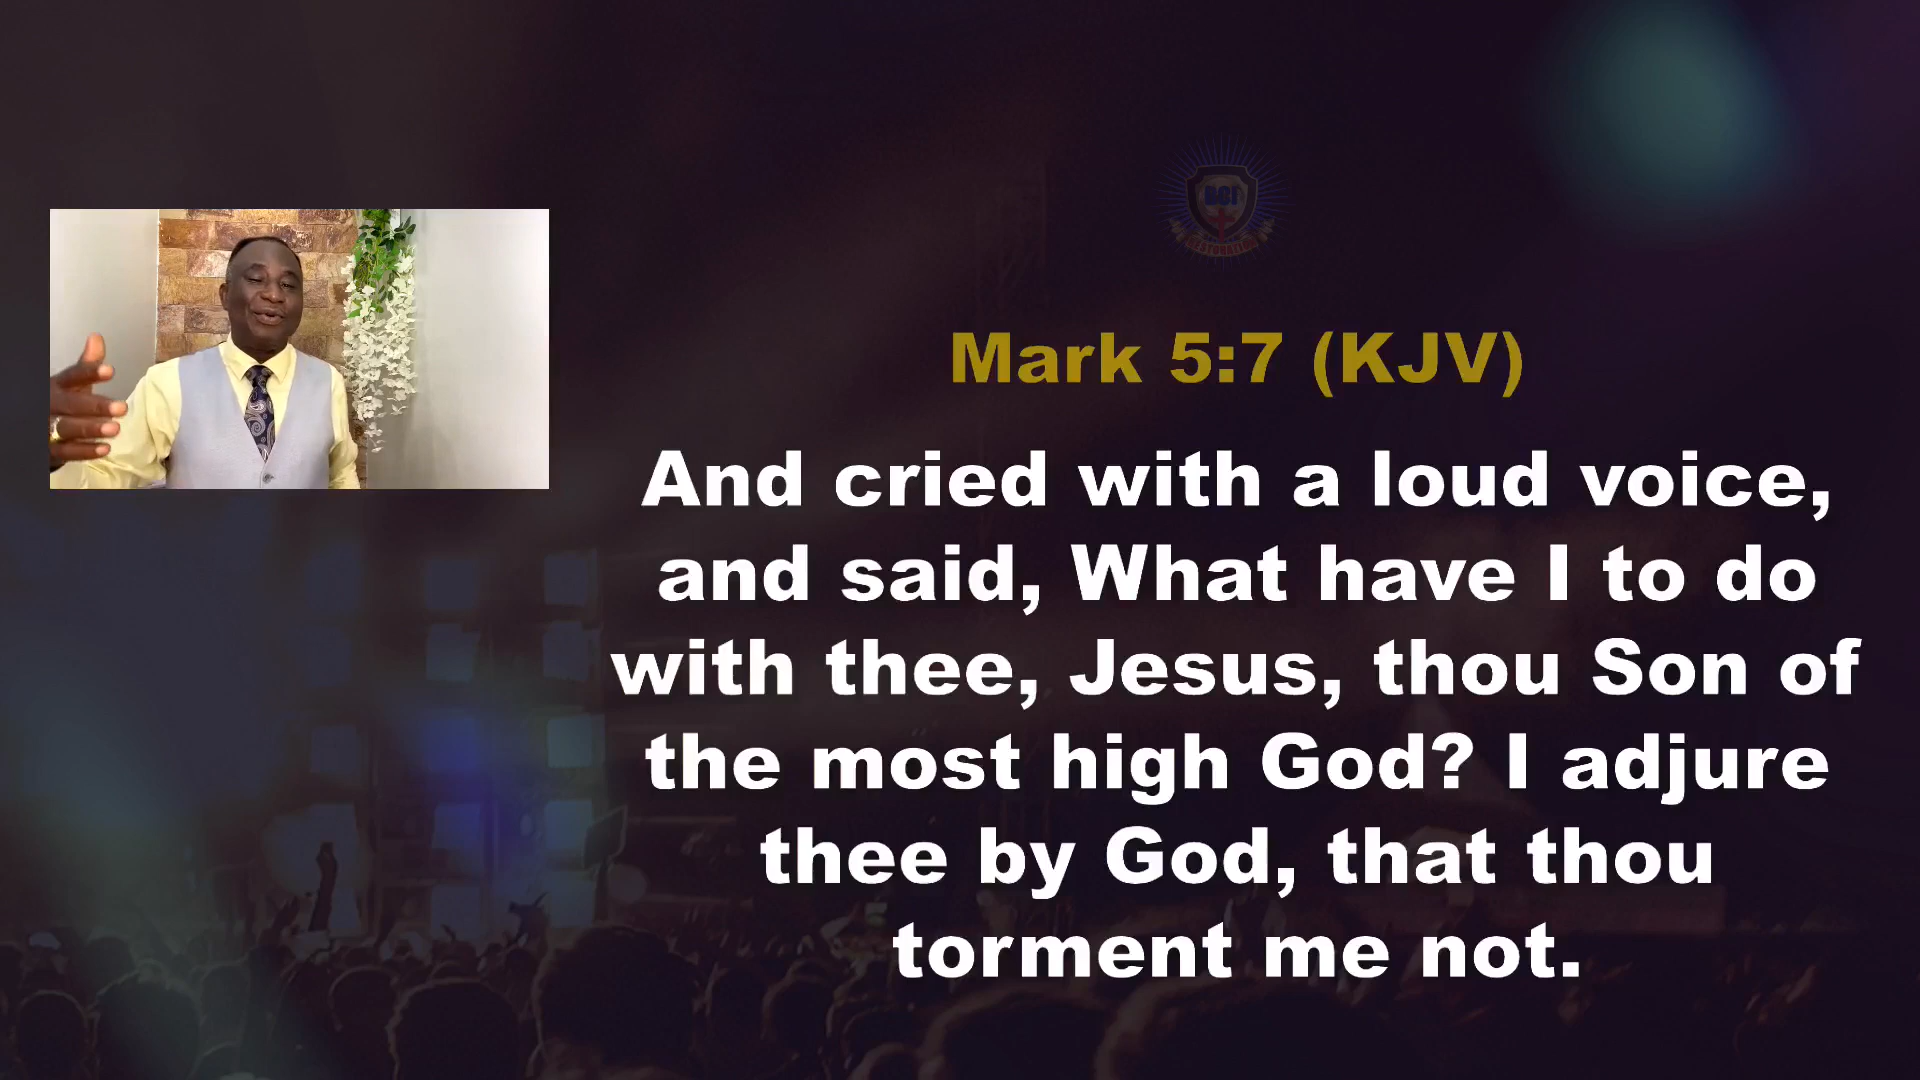 RESTORATION
Mark 5:7 (KJV)
And cried with a loud voice,
and said, What have I to do
with thee, Jesus, thou Son of
the most high God? I adjure
thee by God, that thou
torment me not.